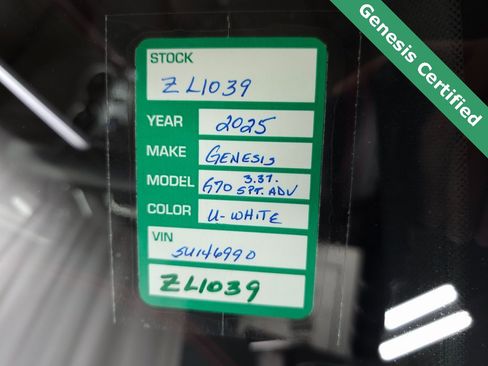 Genesis Certified
STOCK
ZL1039
YEAR 2025
MAKE GENESIS
MODEL G70 3.3T.
SPT. ADV
COLOR U-WHITE
VIN
SU146990
ZL1039